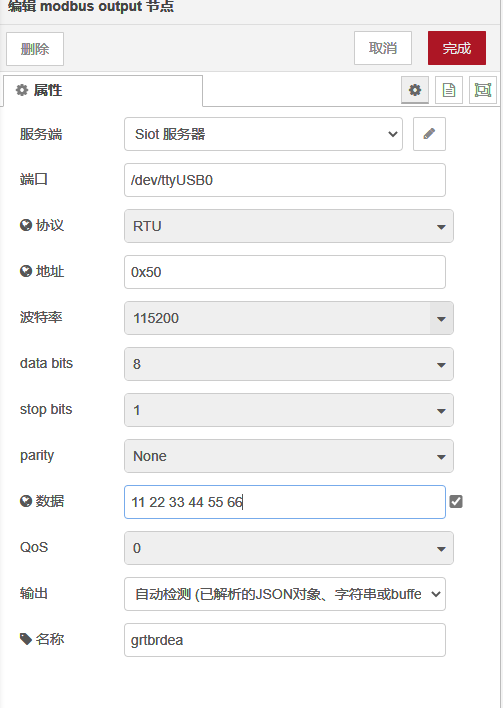 编辑 modbus output 节点
删除
取消
完成
属性
服务端
Siot 服务器
端口
/dev/ttyUSB0
协议
RTU
地址
0x50
波特率
115200
data bits
8
stop bits
1
parity
None
数据
11 22 33 44 55 66
QoS
0
输出
自动检测 (已解析的JSON对象、字符串或buffe
名称
grtbrdea